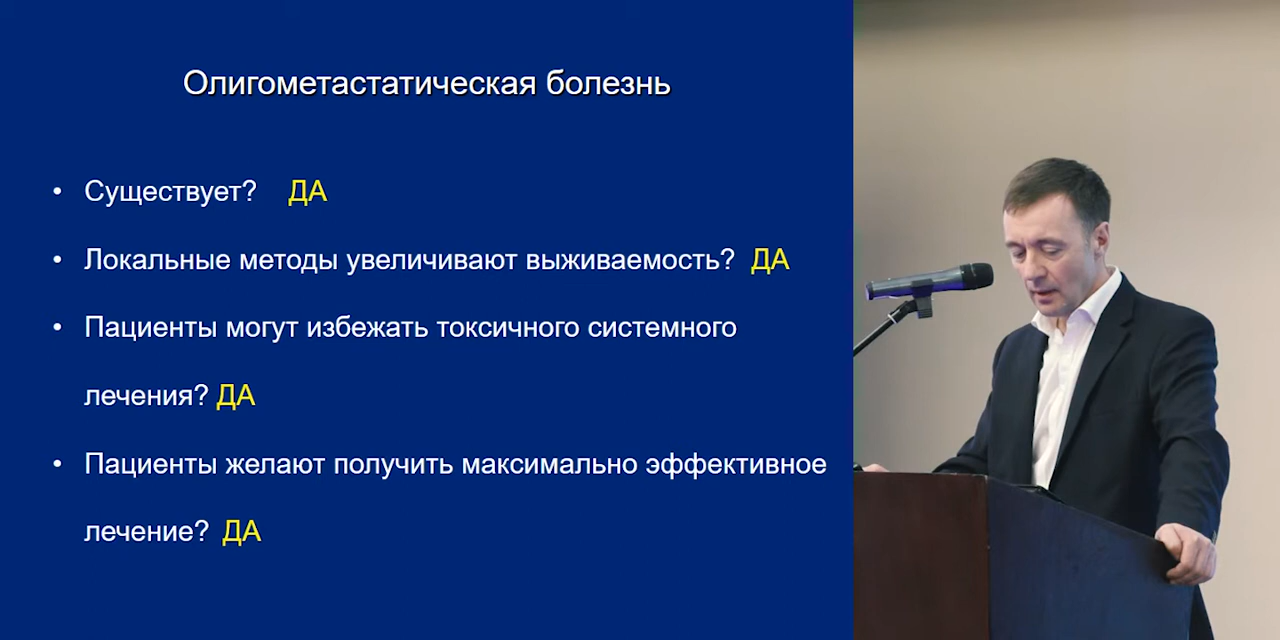 Олигометастатическая болезнь
• Существует? ДА
• Локальные методы увеличивают выживаемость? ДА
• Пациенты могут избежать токсичного системного
лечения? ДА
• Пациенты желают получить максимально эффективное
лечение? ДА